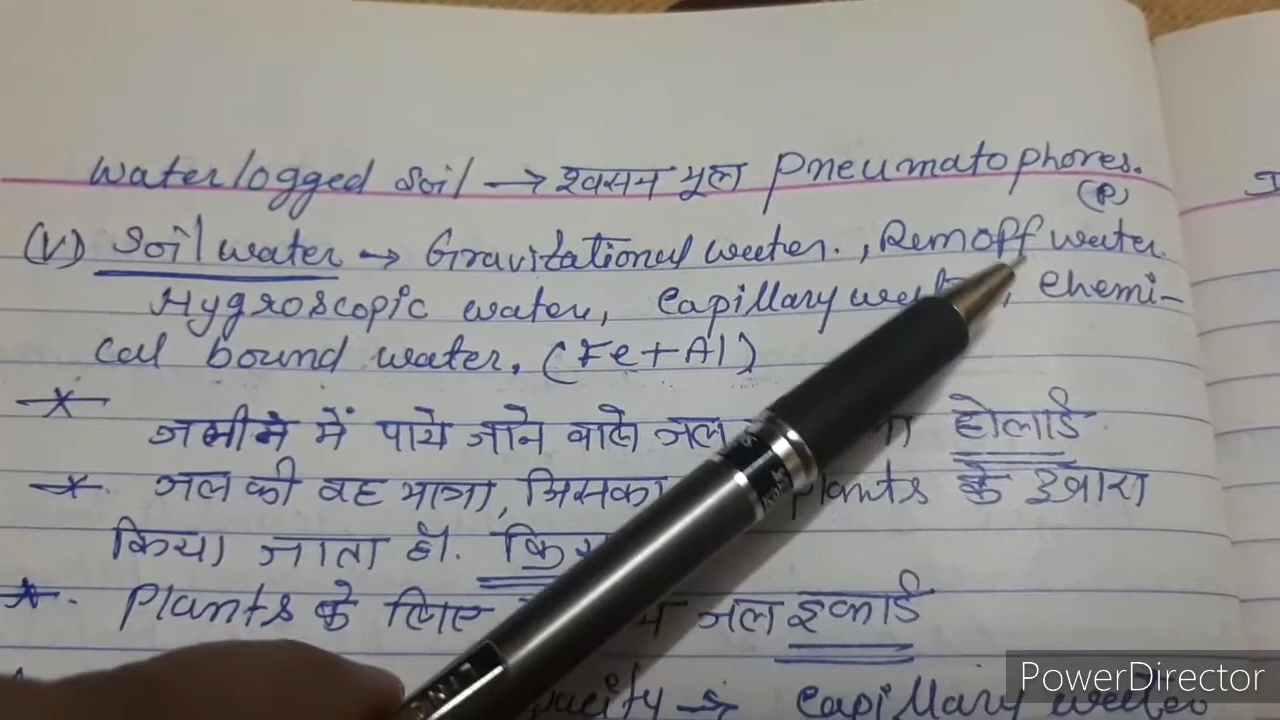 waterlogged soil → श्वसन मूल Pneumatophores.
(P)
(V) Soil water → Gravitational water. , Remoff water.
Hygroscopic water, Capillary , chemi-
cal bound water. (Fe+Al)
जमीन में पाये जाने वाले जल होलार्ड
जल की वह मात्रा, जिसका Plants के द्वारा
किया जाता है.
Plants के लिए जल इकार्ड
→ capillary water
PowerDirector